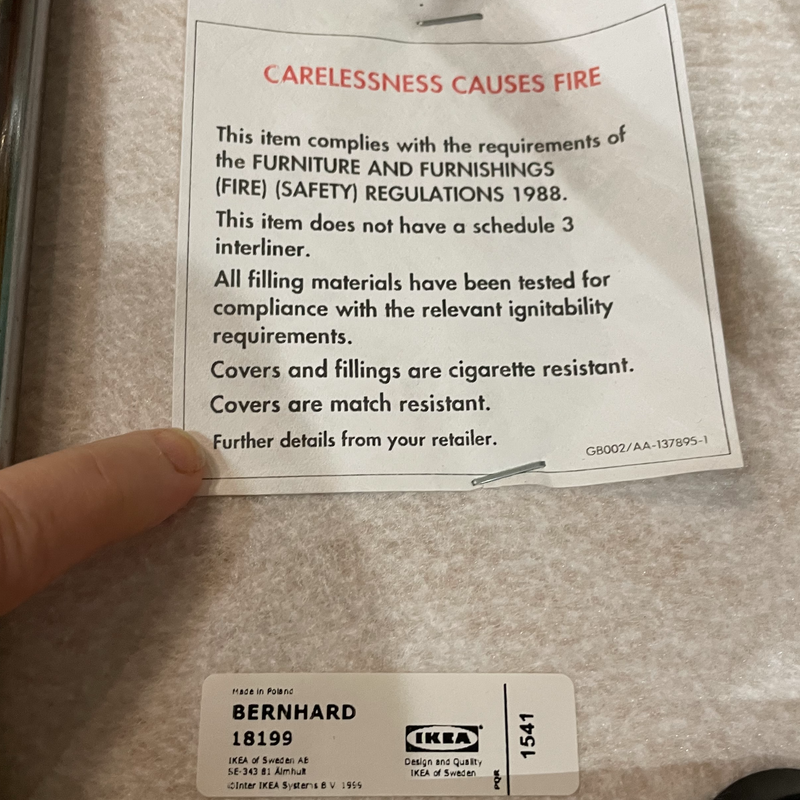 CARELESSNESS CAUSES FIRE
This item complies with the requirements of
the FURNITURE AND FURNISHINGS
(FIRE) (SAFETY) REGULATIONS 1988.
This item does not have a schedule 3
interliner.
All filling materials have been tested for
compliance with the relevant ignitability
requirements.
Covers and fillings are cigarette resistant.
Covers are match resistant.
Further details from your retailer.
GB002/AA-137895-1
Made in Poland
BERNHARD
18199
IKEA of Sweden AB
SE-343 81 Älmhult
©Inter IKEA Systems B V 1999
IKEA
Design and Quality
IKEA of Sweden
PQR
1541